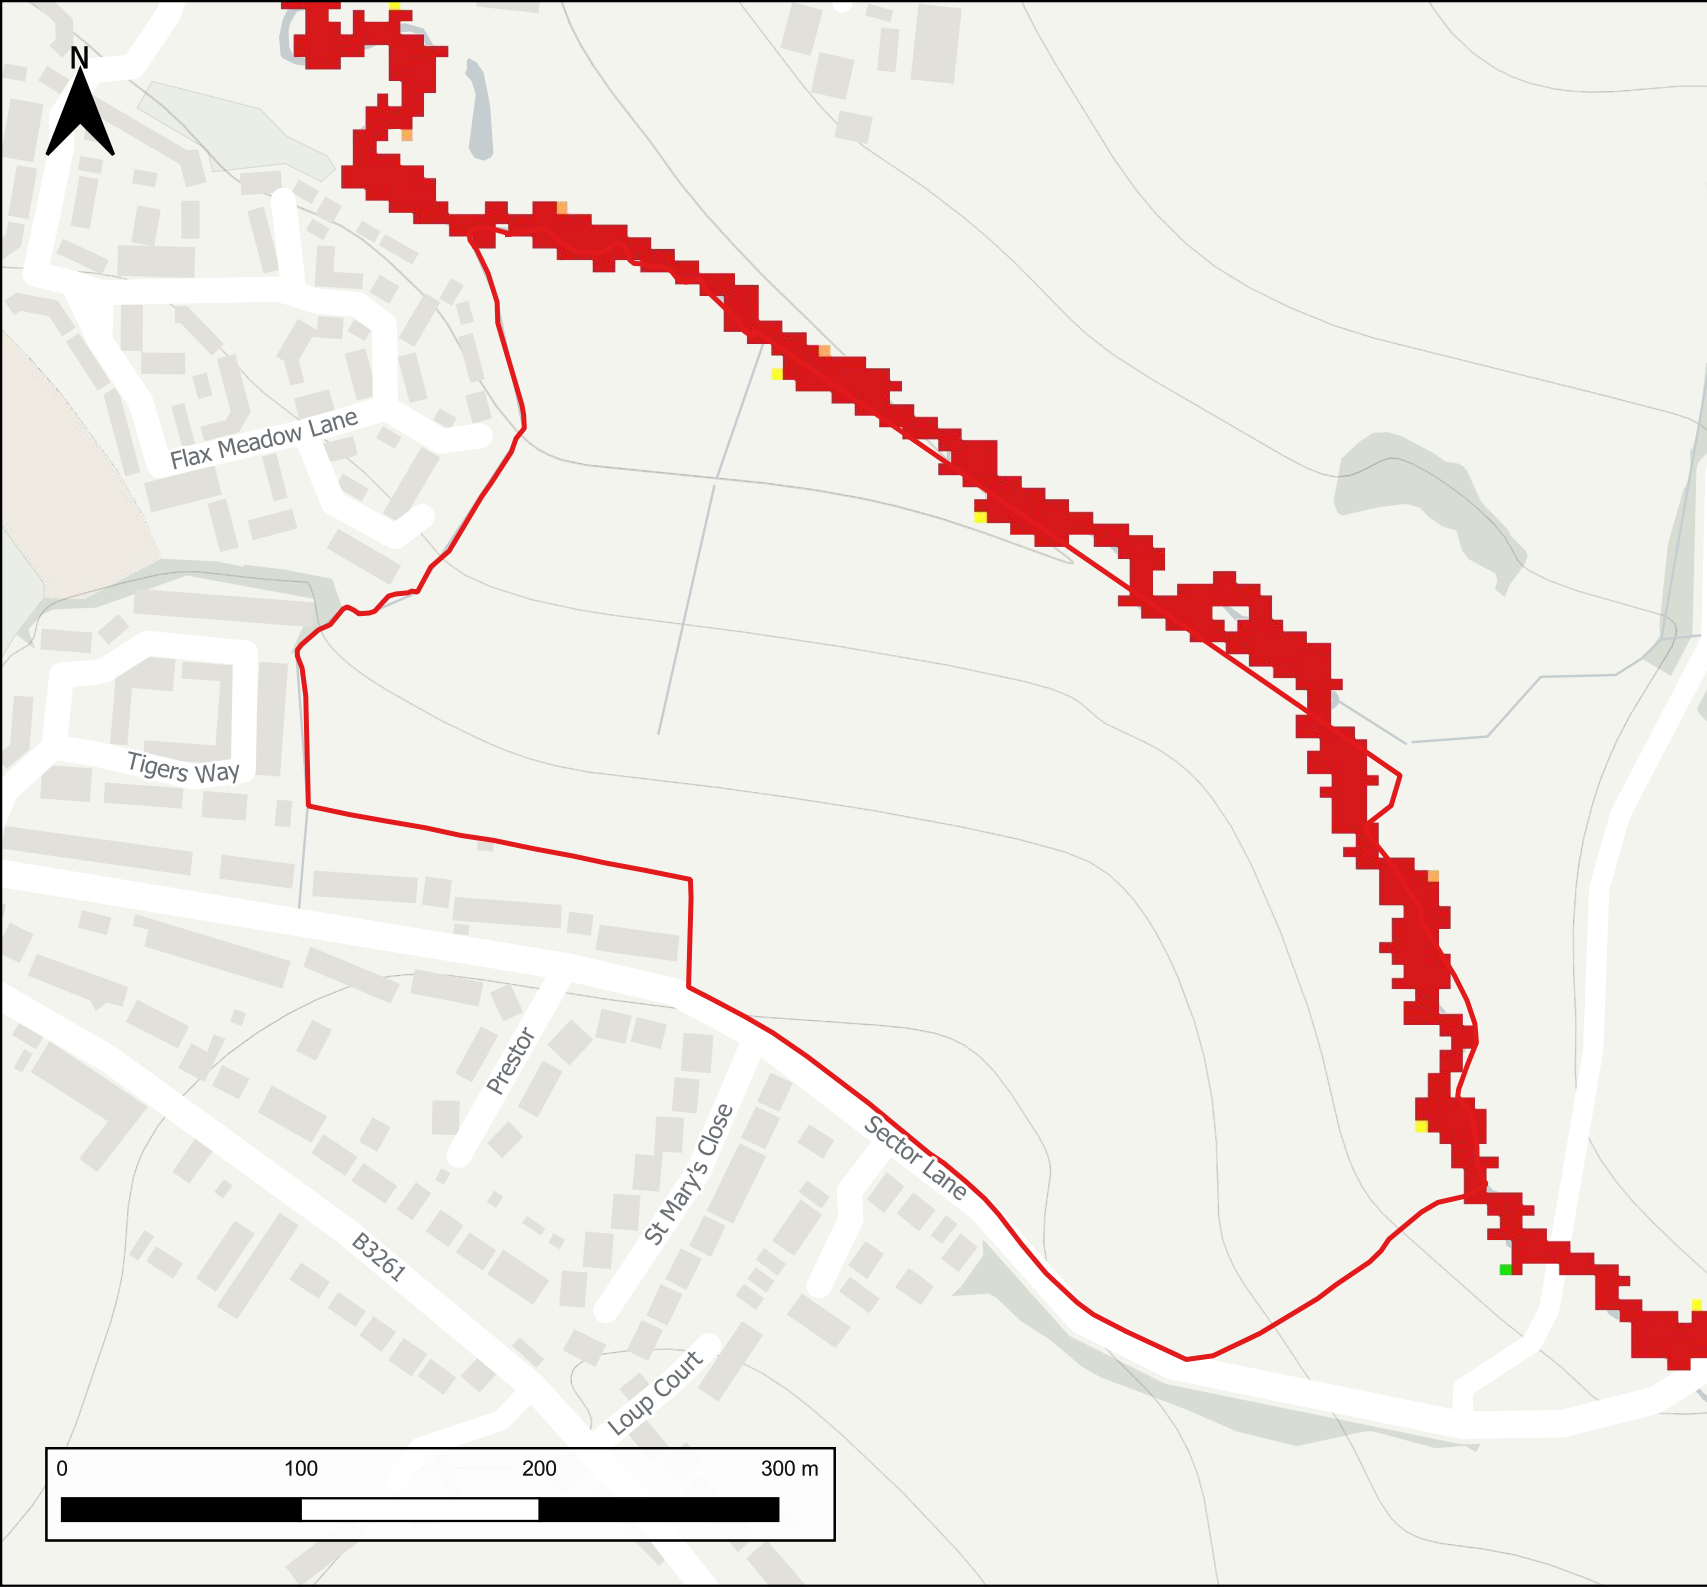 N
Flax Meadow Lane
Tigers Way
Prestor
St Mary's Close
Sector Lane
B3261
Loup Court
0 100 200 300 m